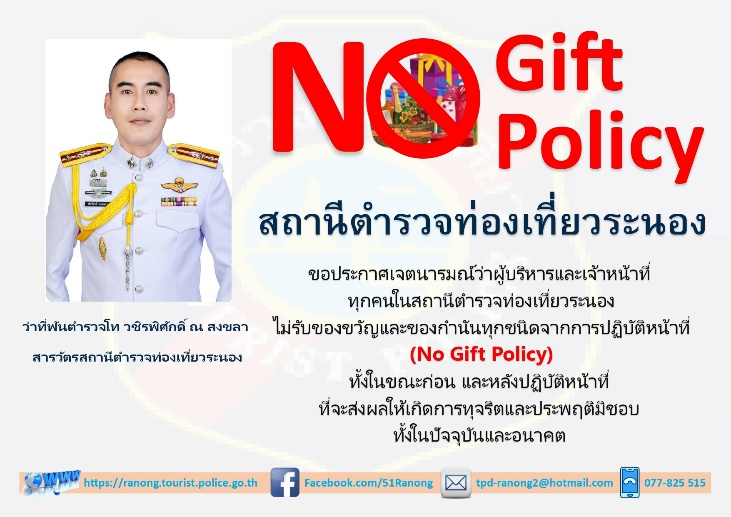 NO Gift
Policy
สถานีตำรวจท่องเที่ยวระนอง
ขอประกาศเจตนารมณ์ว่าผู้บริหารและเจ้าหน้าที่
ทุกคนในสถานีตำรวจท่องเที่ยวระนอง
ไม่รับของขวัญและของกำนันทุกชนิดจากการปฏิบัติหน้าที่
(No Gift Policy)
ทั้งในขณะก่อน และหลังปฏิบัติหน้าที่
ที่จะส่งผลให้เกิดการทุจริตและประพฤติมิชอบ
ทั้งในปัจจุบันและอนาคต
ว่าที่พันตำรวจโท วชิรพิศักดิ์ ณ สงขลา
สารวัตรสถานีตำรวจท่องเที่ยวระนอง
www https://ranong.tourist.police.go.th Facebook.com/51Ranong tpd-ranong2@hotmail.com 077-825 515